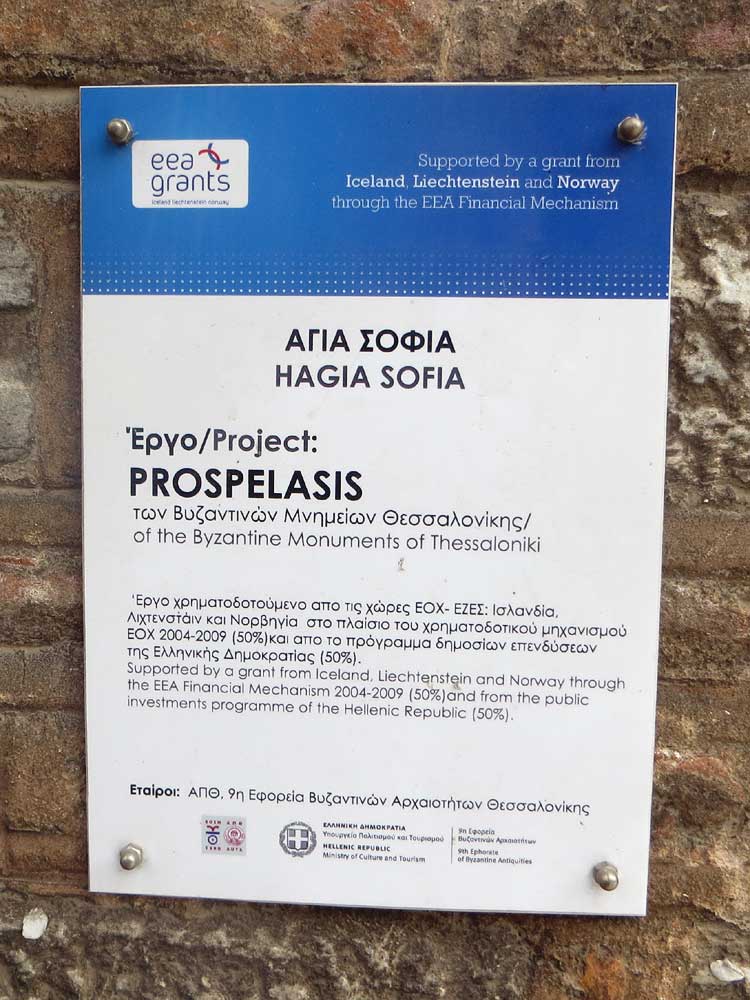 eea
grants
iceland liechtenstein norway
Supported by a grant from
Iceland, Liechtenstein and Norway
through the EEA Financial Mechanism
ΑΓΙΑ ΣΟΦΙΑ
HAGIA SOFIA
Έργο/Project:
PROSPELASIS
των Βυζαντινών Μνημείων Θεσσαλονίκης/
of the Byzantine Monuments of Thessaloniki
Έργο χρηματοδοτούμενο απο τις χώρες ΕΟΧ- ΕΖΕΣ: Ισλανδία,
Λιχτενστάιν και Νορβηγία στο πλαίσιο του χρηματοδοτικού μηχανισμού
ΕΟΧ 2004-2009 (50%)και απο το πρόγραμμα δημοσίων επενδύσεων
της Ελληνικής Δημοκρατίας (50%).
Supported by a grant from Iceland, Liechtenstein and Norway through
the EEA Financial Mechanism 2004-2009 (50%)and from the public
investments programme of the Hellenic Republic (50%).
Εταίροι: ΑΠΘ, 9η Εφορεία Βυζαντινών Αρχαιοτήτων Θεσσαλονίκης
ΕΛΛΗΝΙΚΗ ΔΗΜΟΚΡΑΤΙΑ
Υπουργείο Πολιτισμού και Τουρισμού
HELLENIC REPUBLIC
Ministry of Culture and Tourism
9η Εφορεία
Βυζαντινών Αρχαιοτήτων
9th Ephorate
of Byzantine Antiquities